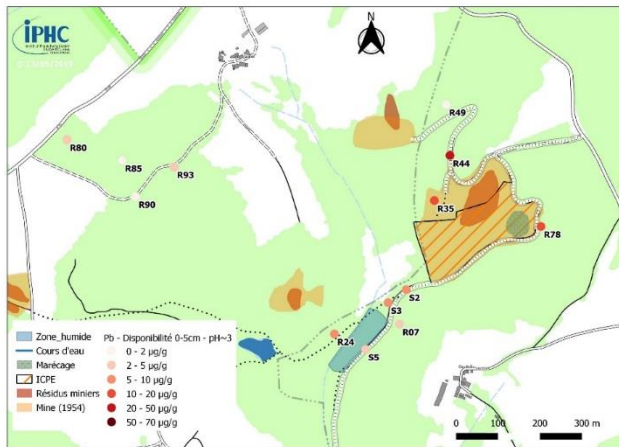 iPHC
N
R49
R80
R44
R85
R93
R90
R35
R78
S2
S3
R24
R07
S5
Zone_humide
Cours d'eau
Marécage
ICPE
Résidus miniers
Mine (1954)
Pb - Disponibilité 0-5cm - pH~3
0 - 2 µg/g
2 - 5 µg/g
5 - 10 µg/g
10 - 20 µg/g
20 - 50 µg/g
50 - 70 µg/g
0 100 200 300 m